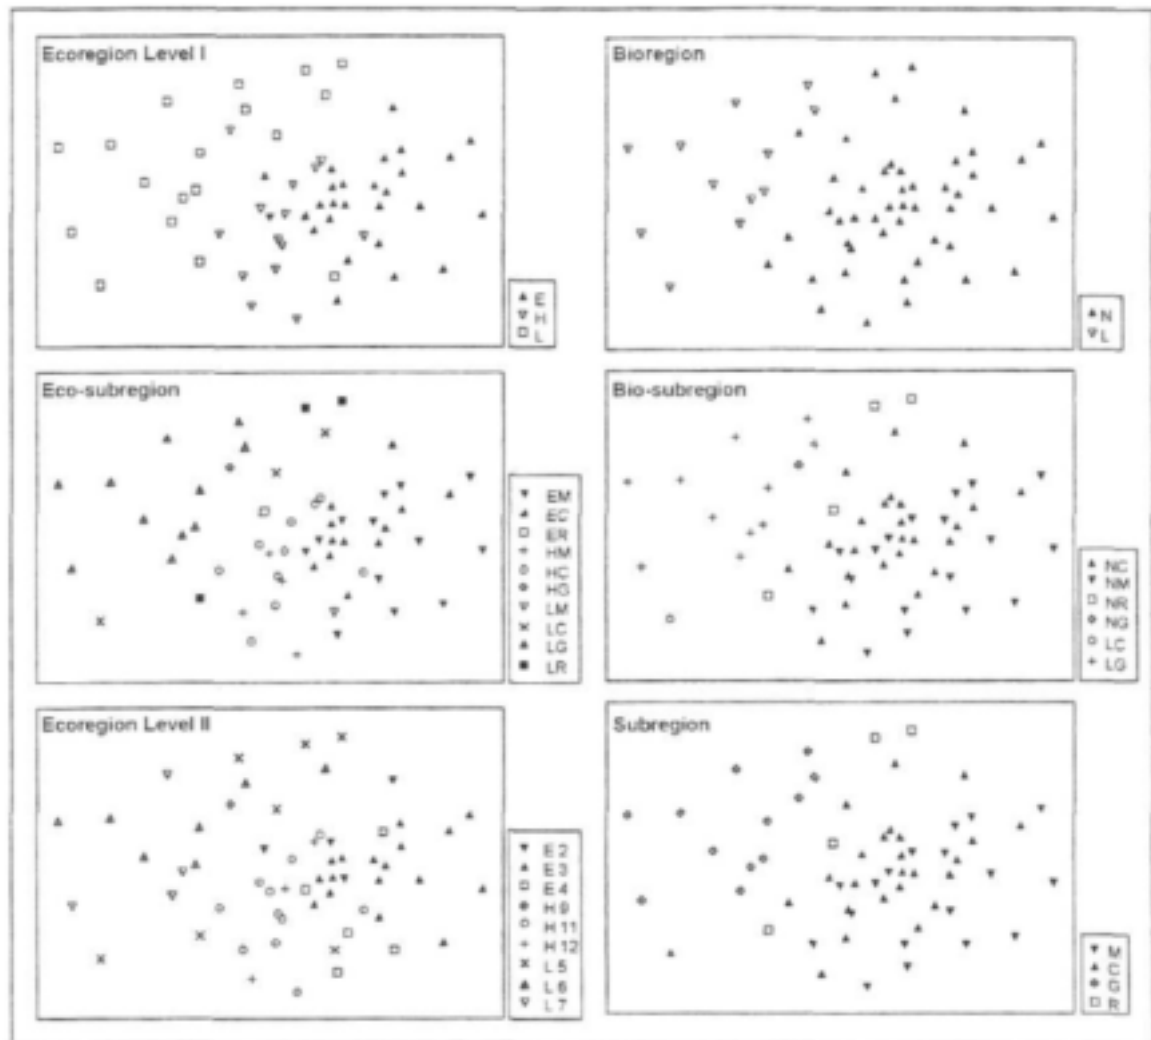 Ecoregion Level I
E
H
L
Bioregion
N
L
Eco-subregion
EM
EC
ER
HM
HC
HG
LM
LC
LG
LR
Bio-subregion
NC
NM
NR
NG
LC
LG
Ecoregion Level II
E 2
E 3
E 4
H 9
H 11
H 12
L 5
L 6
L 7
Subregion
M
C
G
R